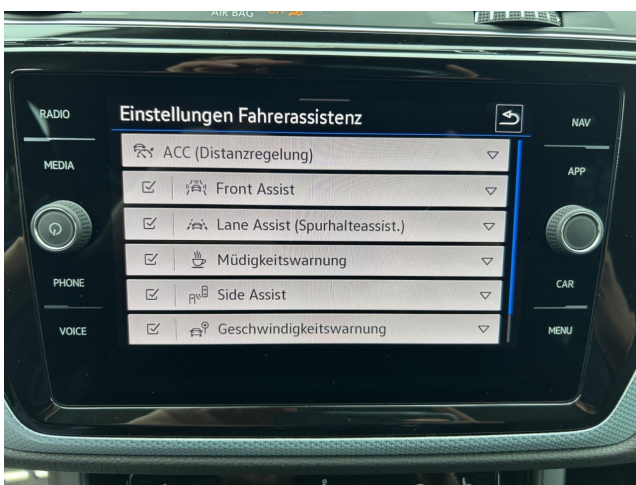 AIR BAG OFF
RADIO
MEDIA
PHONE
VOICE
Einstellungen Fahrerassistenz
ACC (Distanzregelung)
Front Assist
Lane Assist (Spurhalteassist.)
Müdigkeitswarnung
Side Assist
Geschwindigkeitswarnung
NAV
APP
CAR
MENU